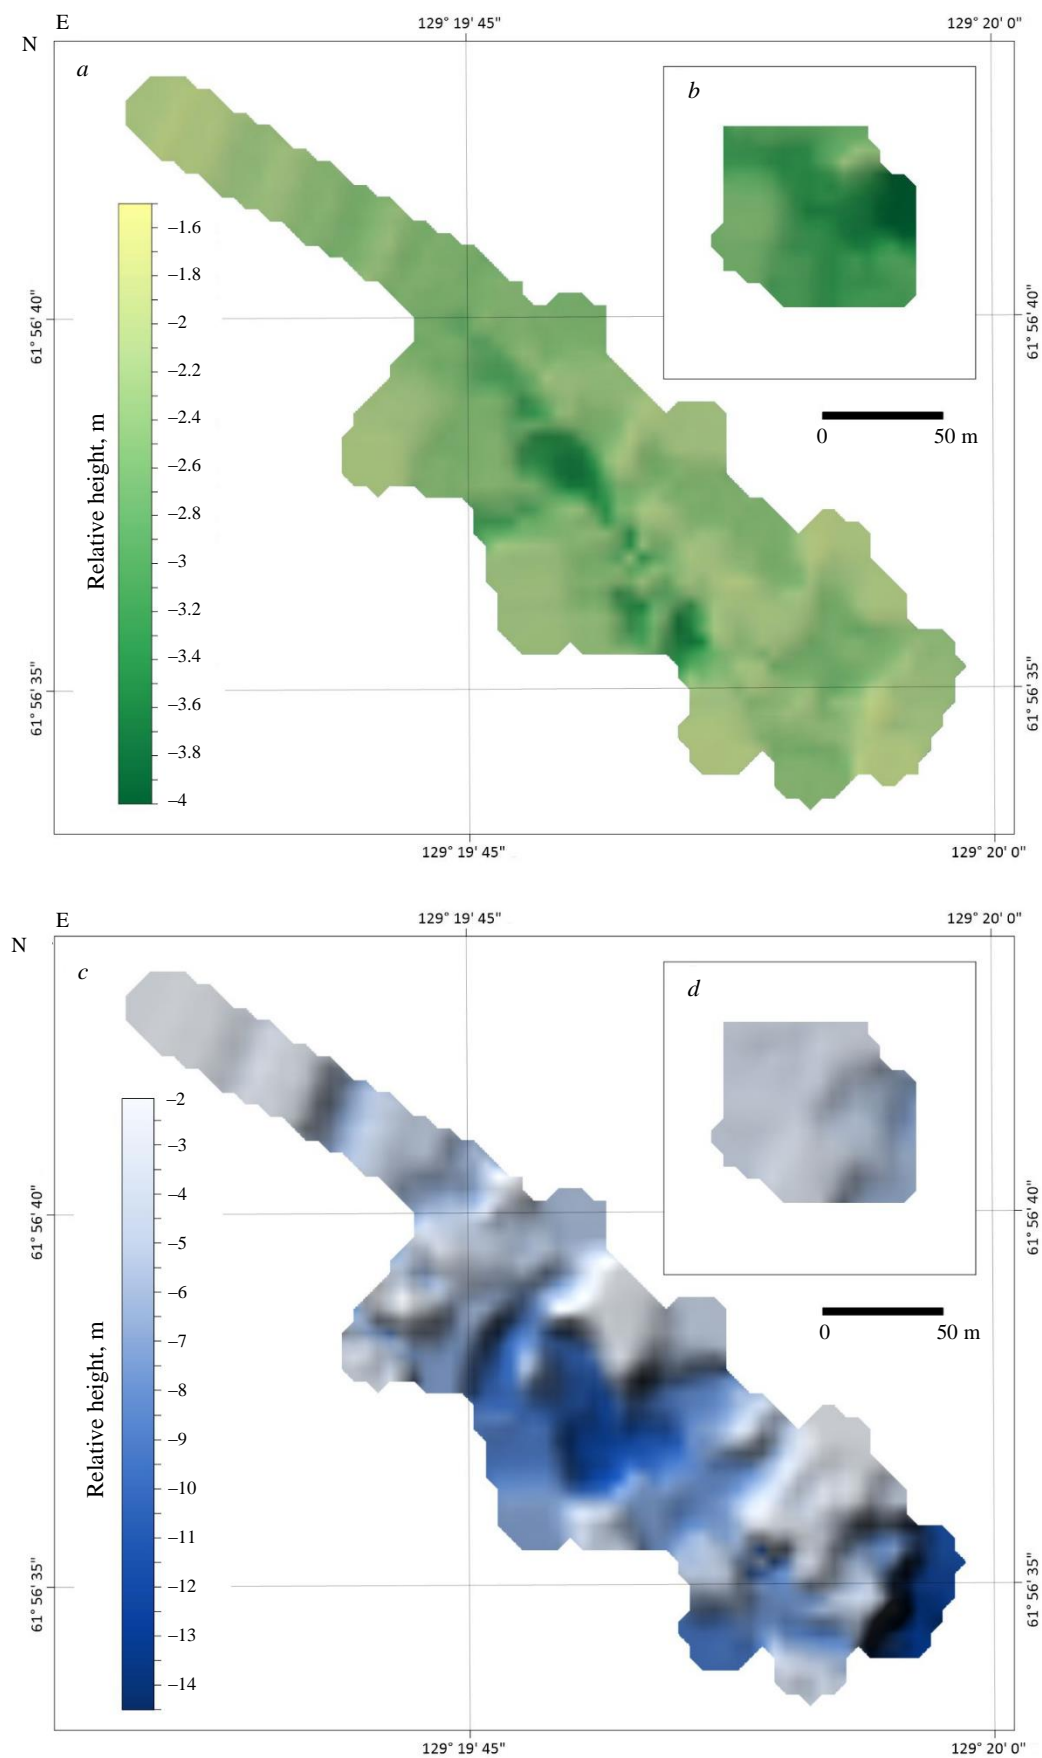 E
129° 19' 45"
129° 20' 0"
N
a
b
–1.6
–1.8
–2
–2.2
–2.4
–2.6
–2.8
–3
–3.2
–3.4
–3.6
–3.8
–4
Relative height, m
61° 56' 40"
61° 56' 40"
0
50 m
61° 56' 35"
61° 56' 35"
129° 19' 45"
129° 20' 0"
E
129° 19' 45"
129° 20' 0"
N
c
d
–2
–3
–4
–5
–6
–7
–8
–9
–10
–11
–12
–13
–14
Relative height, m
61° 56' 40"
61° 56' 40"
0
50 m
61° 56' 35"
61° 56' 35"
129° 19' 45"
129° 20' 0"